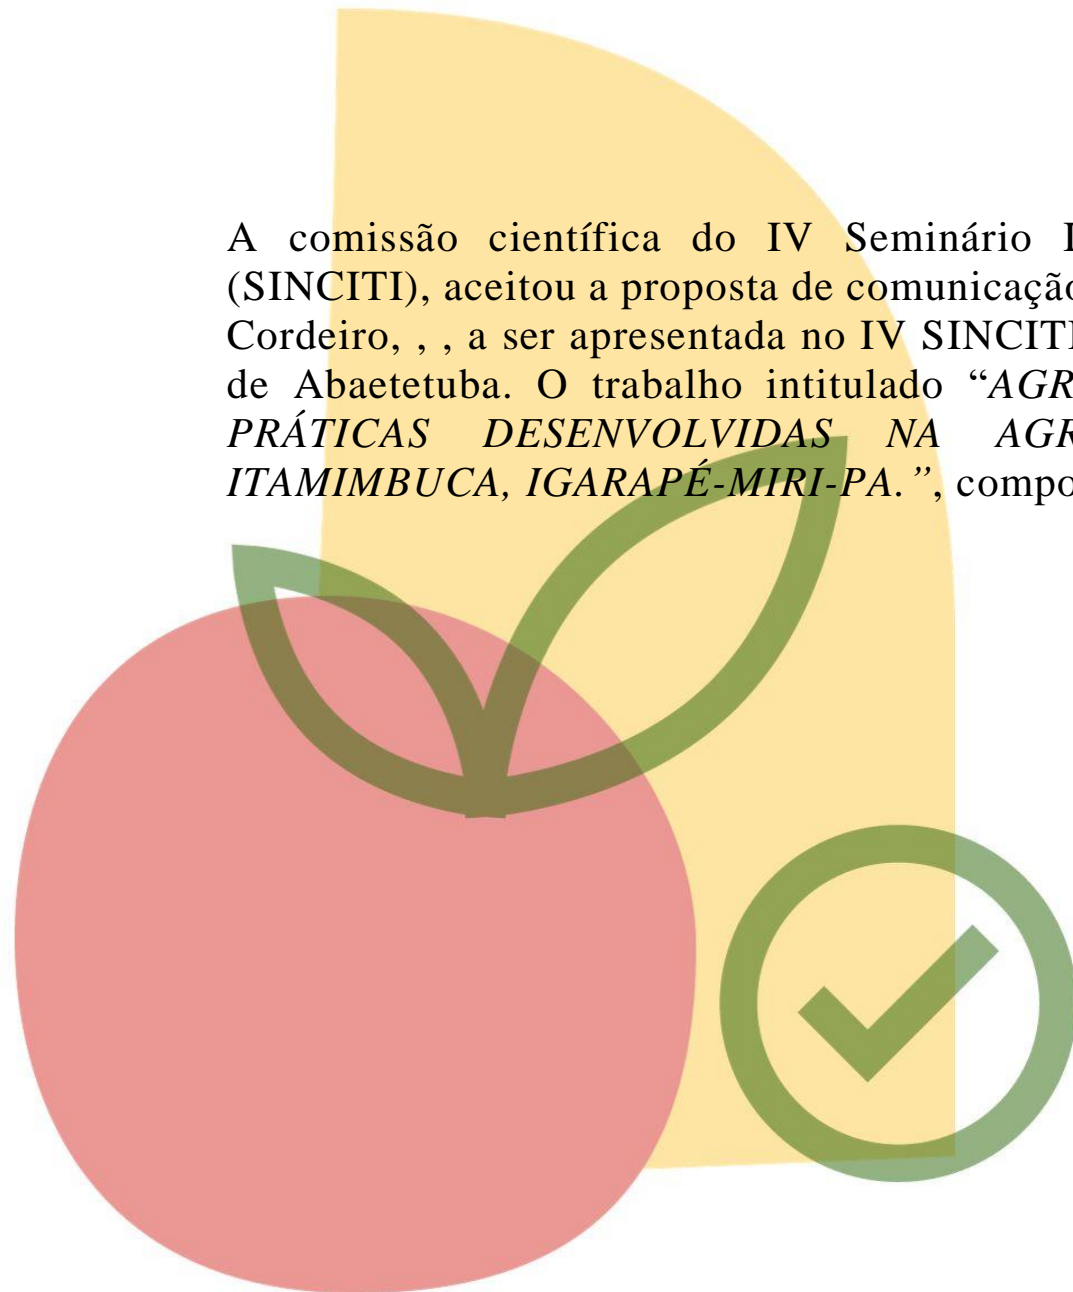 A comissão científica do IV Seminário
(SINCITI), aceitou a proposta de comunicação
Cordeiro, , , a ser apresentada no IV SINCITI
de Abaetetuba. O trabalho intitulado “AGR
PRÁTICAS DESENVOLVIDAS NA AGR
ITAMIMBUCA, IGARAPÉ-MIRI-PA.”, compo